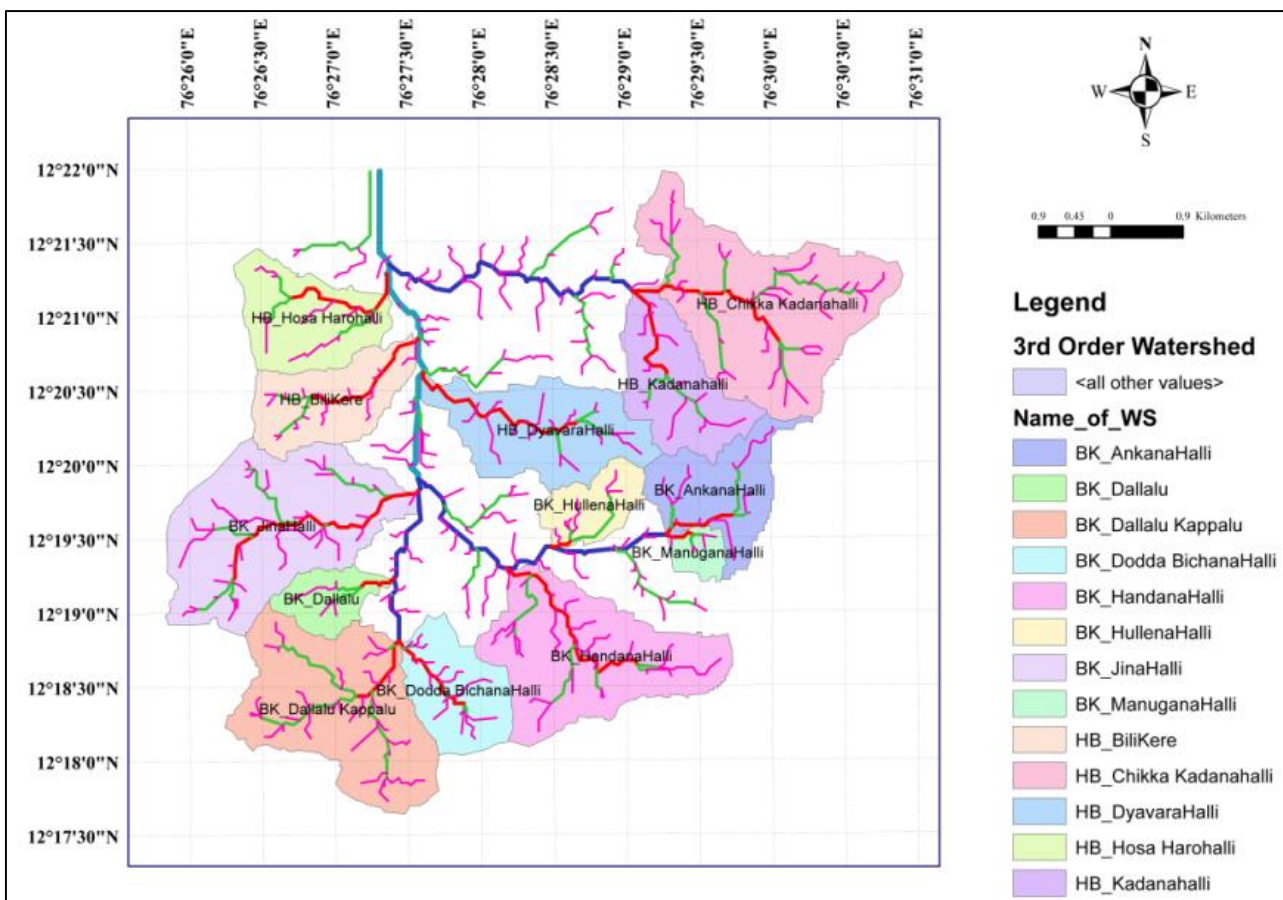 76°26'0"E
76°26'30"E
76°27'0"E
76°27'30"E
76°28'0"E
76°28'30"E
76°29'0"E
76°29'30"E
76°30'0"E
76°30'30"E
76°31'0"E
N
W
E
S
12°22'0"N
12°21'30"N
12°21'0"N
12°20'30"N
12°20'0"N
12°19'30"N
12°19'0"N
12°18'30"N
12°18'0"N
12°17'30"N
HB_Chikka Kadanahalli
HB_Hosa Harohalli
HB_Kadanahalli
HB_BiliKere
HB_DyavaraHalli
BK_AnkanaHalli
BK_HullenaHalli
BK_JinaHalli
BK_ManuganaHalli
BK_Dallalu
BK_HandanaHalli
BK_Dodda BichanaHalli
BK_Dallalu Kappalu
0.9 0.45 0 0.9 Kilometers
Legend
3rd Order Watershed
<all other values>
Name_of_WS
BK_AnkanaHalli
BK_Dallalu
BK_Dallalu Kappalu
BK_Dodda BichanaHalli
BK_HandanaHalli
BK_HullenaHalli
BK_JinaHalli
BK_ManuganaHalli
HB_BiliKere
HB_Chikka Kadanahalli
HB_DyavaraHalli
HB_Hosa Harohalli
HB_Kadanahalli